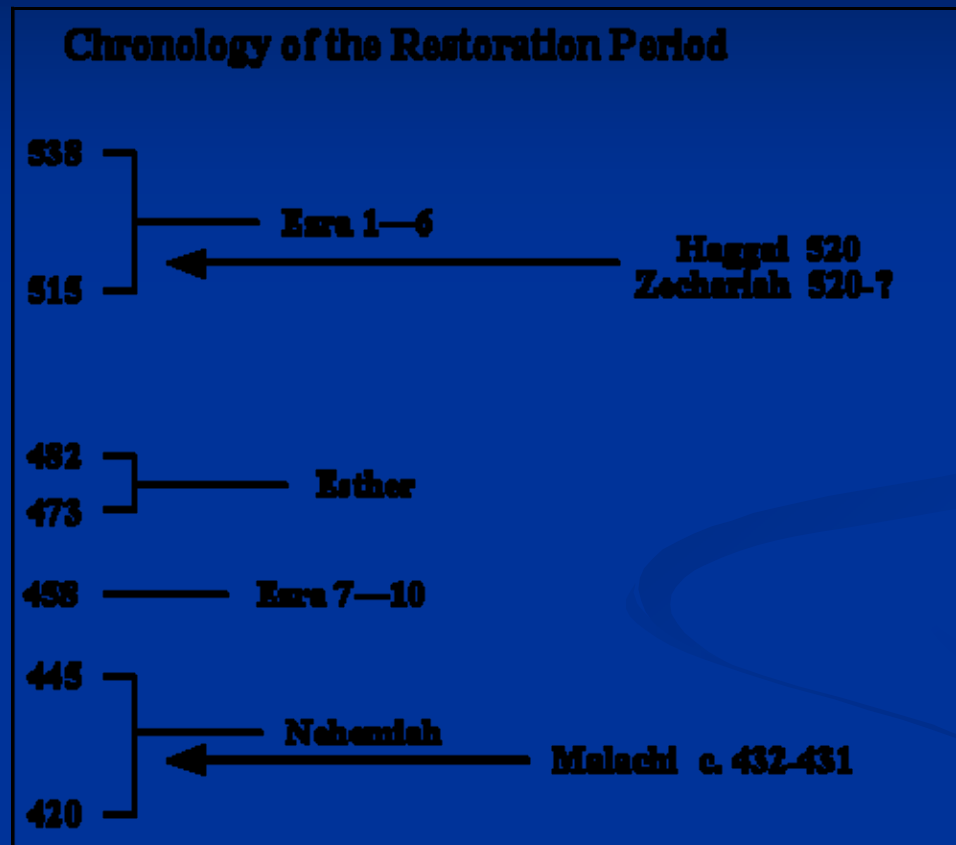 Chronology of the Restoration Period
538
Ezra 1—6
Haggai 520
515
Zechariah 520-?
482
Esther
473
458
Ezra 7—10
445
Nehemiah
Malachi c. 432-431
420